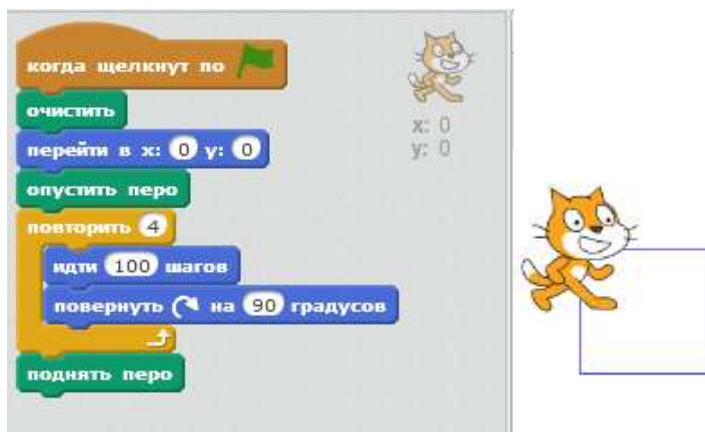 когда щелкнут по
очистить
перейти в x: 0 y: 0
опустить перо
повторить 4
идти 100 шагов
повернуть на 90 градусов
поднять перо
x: 0
y: 0